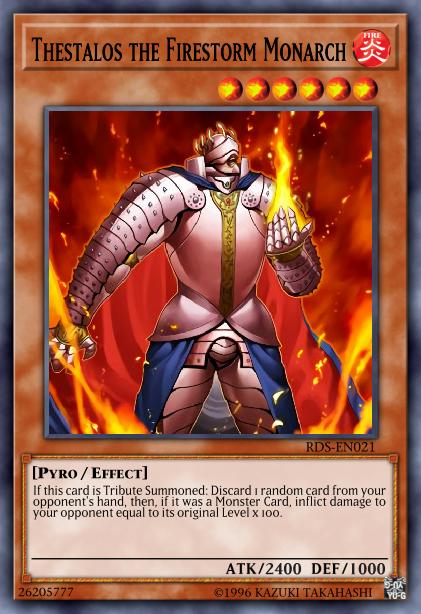 Thestalos the Firestorm Monarch
FIRE
炎
RDS-EN021
[Pyro / Effect]
If this card is Tribute Summoned: Discard 1 random card from your
opponent's hand, then, if it was a Monster Card, inflict damage to
your opponent equal to its original Level x 100.
ATK/2400 DEF/1000
26205777
©1996 KAZUKI TAKAHASHI